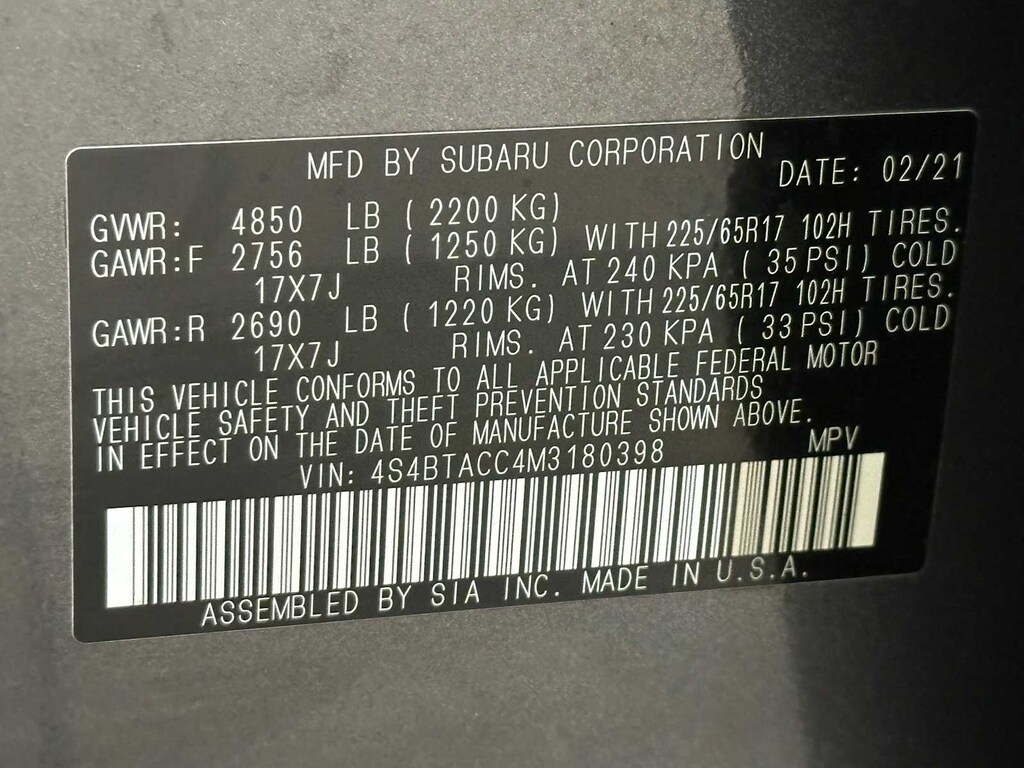 MFD BY SUBARU CORPORATION DATE: 02/21
GVWR: 4850 LB ( 2200 KG)
GAWR:F 2756 LB ( 1250 KG) WITH 225/65R17 102H TIRES.
17X7J RIMS. AT 240 KPA ( 35 PSI) COLD
GAWR:R 2690 LB ( 1220 KG) WITH 225/65R17 102H TIRES.
17X7J RIMS. AT 230 KPA ( 33 PSI) COLD
THIS VEHICLE CONFORMS TO ALL APPLICABLE FEDERAL MOTOR
VEHICLE SAFETY AND THEFT PREVENTION STANDARDS
IN EFFECT ON THE DATE OF MANUFACTURE SHOWN ABOVE.
VIN: 4S4BTACC4M3180398 MPV
ASSEMBLED BY SIA INC. MADE IN U.S.A.